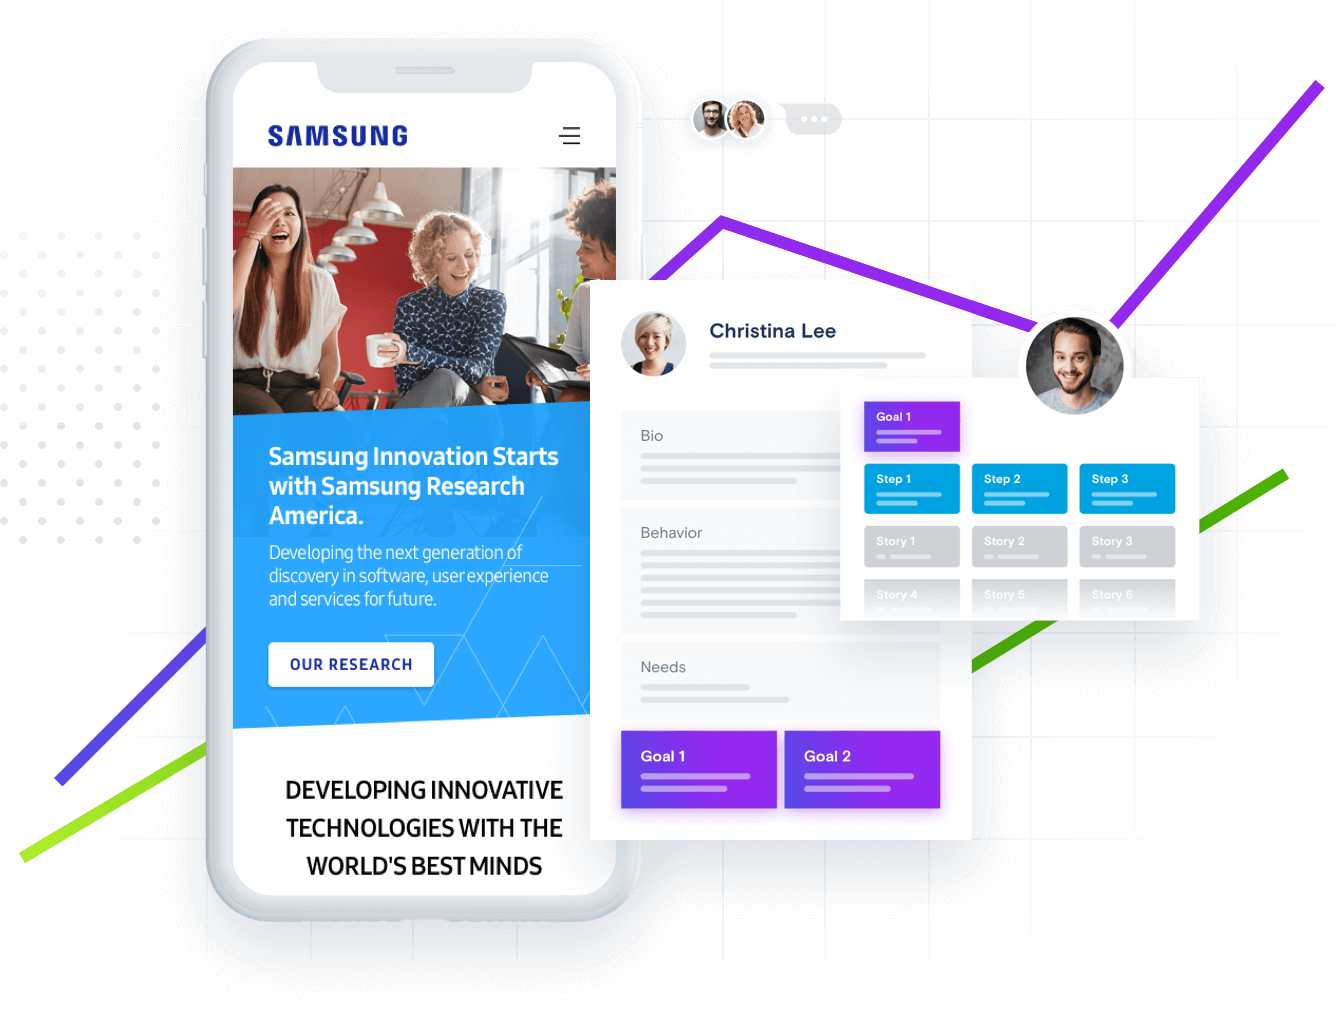 SAMSUNG
Samsung Innovation Starts
with Samsung Research
America.
Developing the next generation of
discovery in software, user experience
and services for future.
OUR RESEARCH
DEVELOPING INNOVATIVE
TECHNOLOGIES WITH THE
WORLD'S BEST MINDS
Christina Lee
Bio
Behavior
Needs
Goal 1
Goal 2
Goal 1
Step 1
Step 2
Step 3
Story 1
Story 2
Story 3
Story 4
Story 5
Story 6